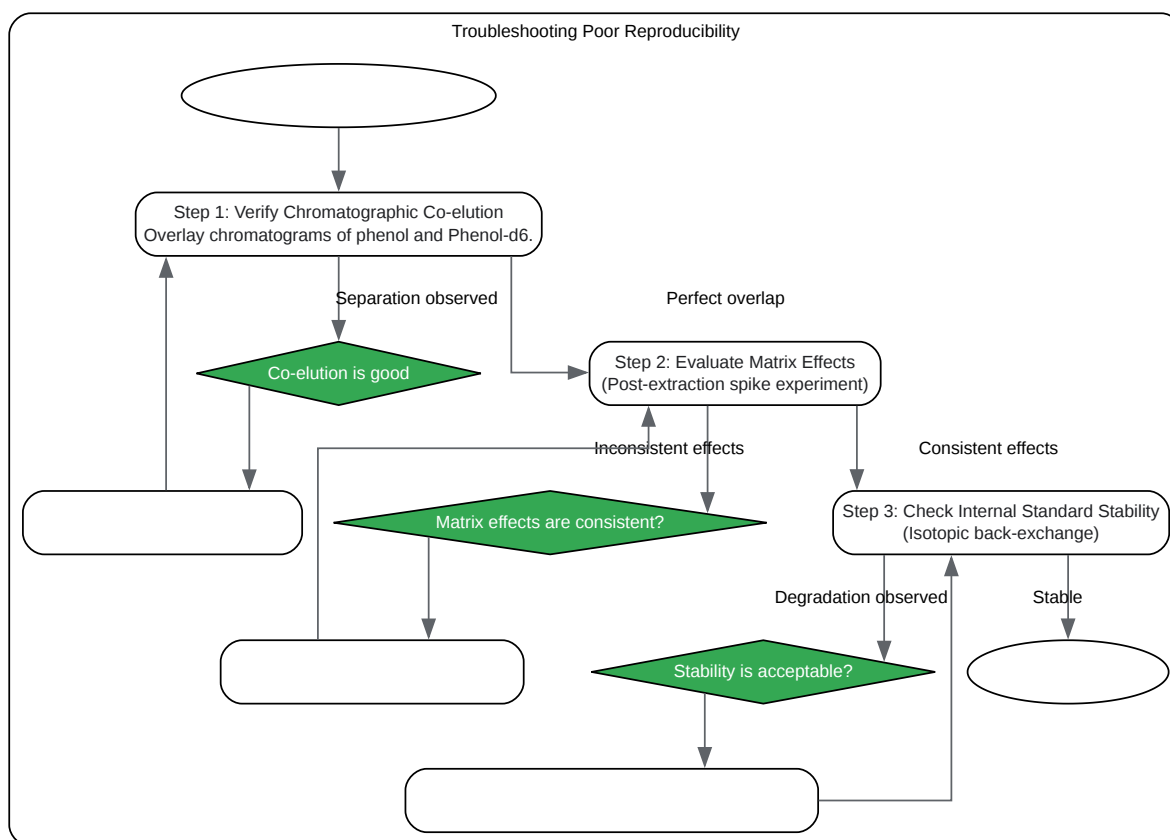 Troubleshooting Poor Reproducibility
Step 1: Verify Chromatographic Co-elution
Overlay chromatograms of phenol and Phenol-d6.
Separation observed
Perfect overlap
Co-elution is good
Step 2: Evaluate Matrix Effects
(Post-extraction spike experiment)
Inconsistent effects
Consistent effects
Matrix effects are consistent?
Step 3: Check Internal Standard Stability
(Isotopic back-exchange)
Degradation observed
Stable
Stability is acceptable?